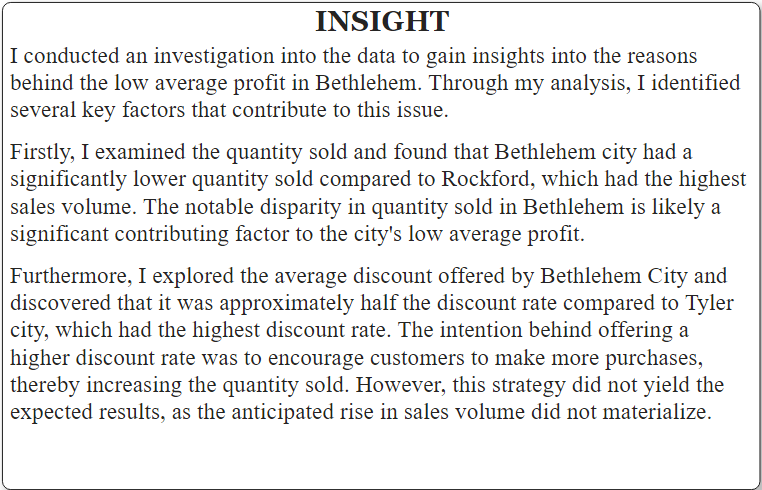 INSIGHT
I conducted an investigation into the data to gain insights into the reasons
behind the low average profit in Bethlehem. Through my analysis, I identified
several key factors that contribute to this issue.
Firstly, I examined the quantity sold and found that Bethlehem city had a
significantly lower quantity sold compared to Rockford, which had the highest
sales volume. The notable disparity in quantity sold in Bethlehem is likely a
significant contributing factor to the city's low average profit.
Furthermore, I explored the average discount offered by Bethlehem City and
discovered that it was approximately half the discount rate compared to Tyler
city, which had the highest discount rate. The intention behind offering a
higher discount rate was to encourage customers to make more purchases,
thereby increasing the quantity sold. However, this strategy did not yield the
expected results, as the anticipated rise in sales volume did not materialize.